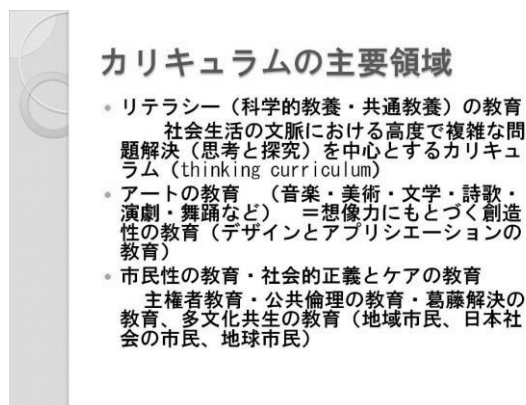 カリキュラムの主要領域
リテラシー（科学的教養・共通教養）の教育
社会生活の文脈における高度で複雑な問
題解決（思考と探究）を中心とするカリキュ
ラム（thinking curriculum）
アートの教育　（音楽・美術・文学・詩歌・
演劇・舞踊など）　＝想像力にもとづく創造
性の教育（デザインとアプリシエーションの
教育）
市民性の教育・社会的正義とケアの教育
主権者教育・公共倫理の教育・葛藤解決の
教育、多文化共生の教育（地域市民、日本社
会の市民、地球市民）